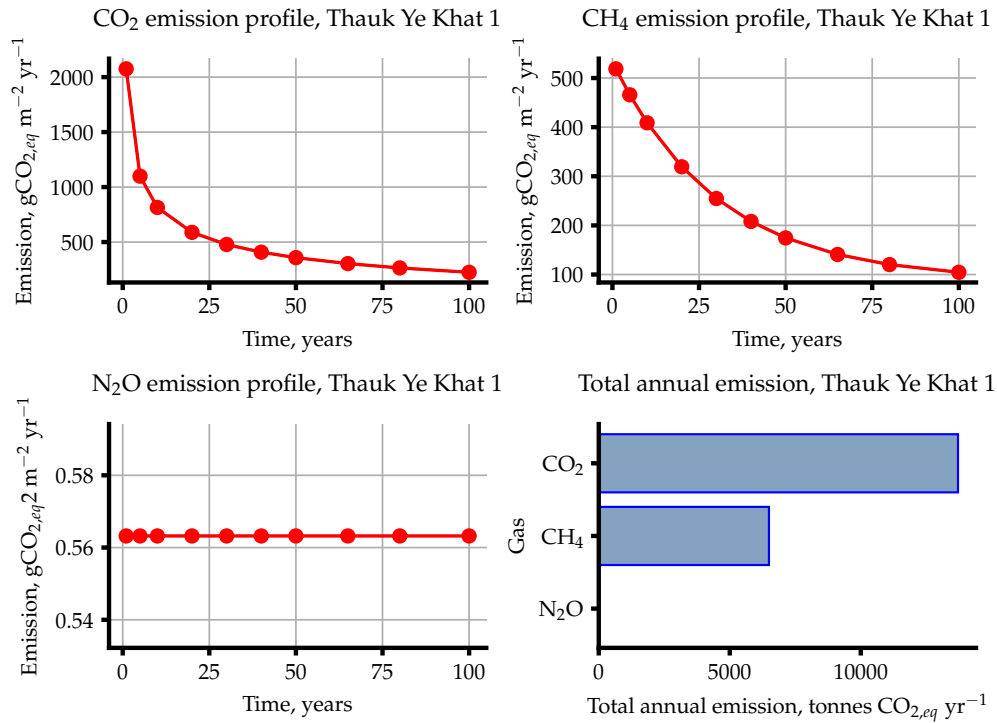 CO₂ emission profile, Thauk Ye Khat 1
Emission, gCO₂,eq m⁻² yr⁻¹
2000
1500
1000
500
0 25 50 75 100
Time, years
CH₄ emission profile, Thauk Ye Khat 1
Emission, gCO₂,eq m⁻² yr⁻¹
500
400
300
200
100
0 25 50 75 100
Time, years
N₂O emission profile, Thauk Ye Khat 1
Emission, gCO₂,eq2 m⁻² yr⁻¹
0.58
0.56
0.54
0 25 50 75 100
Time, years
Total annual emission, Thauk Ye Khat 1
Gas
CO₂
CH₄
N₂O
0 5000 10000
Total annual emission, tonnes CO₂,eq yr⁻¹